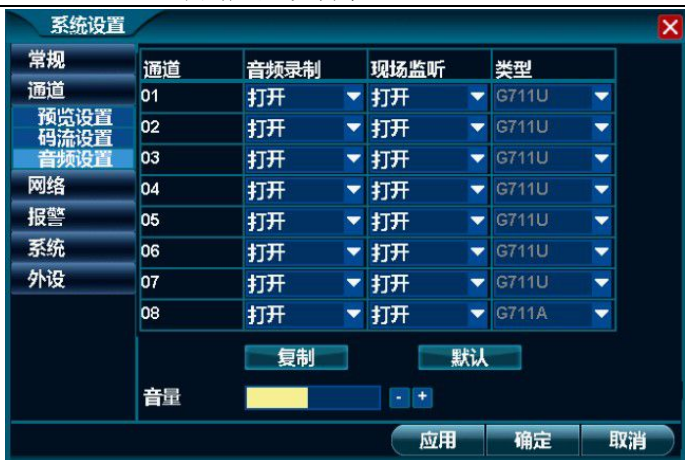 系统设置
常规
通道
预览设置
码流设置
音频设置
网络
报警
系统
外设
通道 音频录制 现场监听 类型
01 打开 打开 G711U
02 打开 打开 G711U
03 打开 打开 G711U
04 打开 打开 G711U
05 打开 打开 G711U
06 打开 打开 G711U
07 打开 打开 G711U
08 打开 打开 G711A
复制 默认
音量 - +
应用 确定 取消